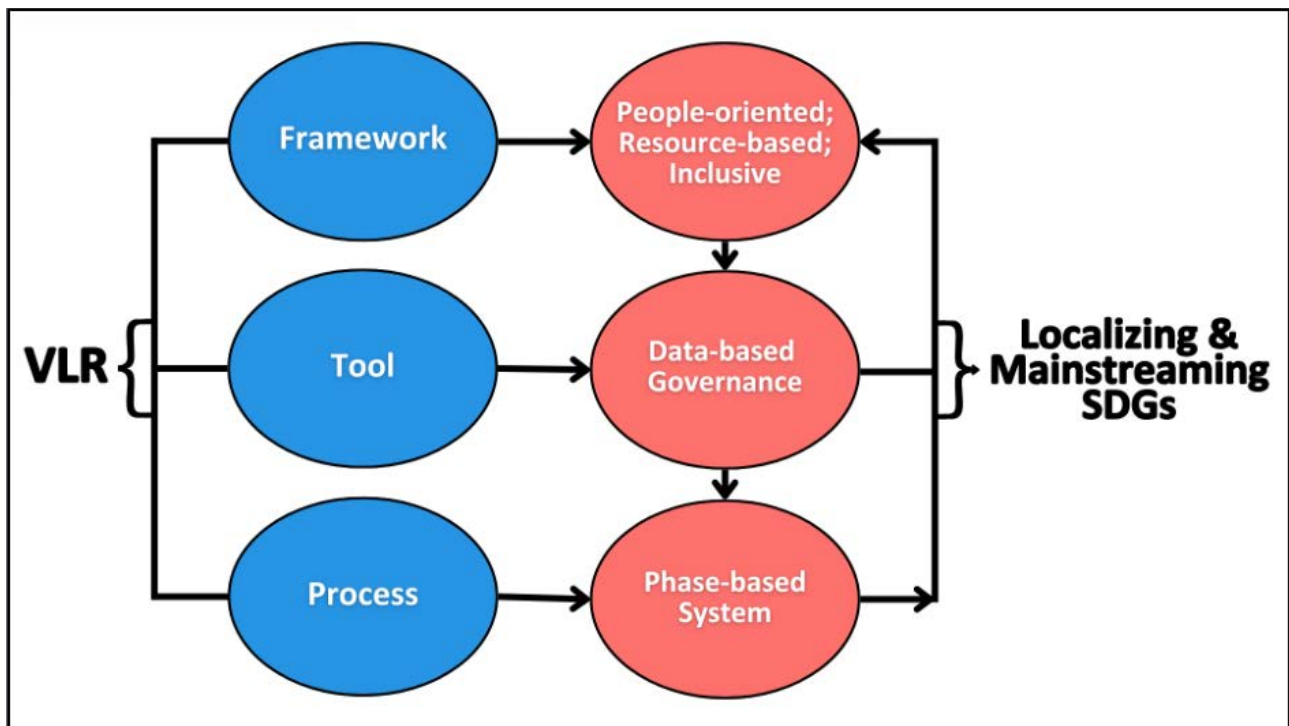 VLR
Framework
Tool
Process
People-oriented;
Resource-based;
Inclusive
Data-based
Governance
Phase-based
System
Localizing &
Mainstreaming
SDGs